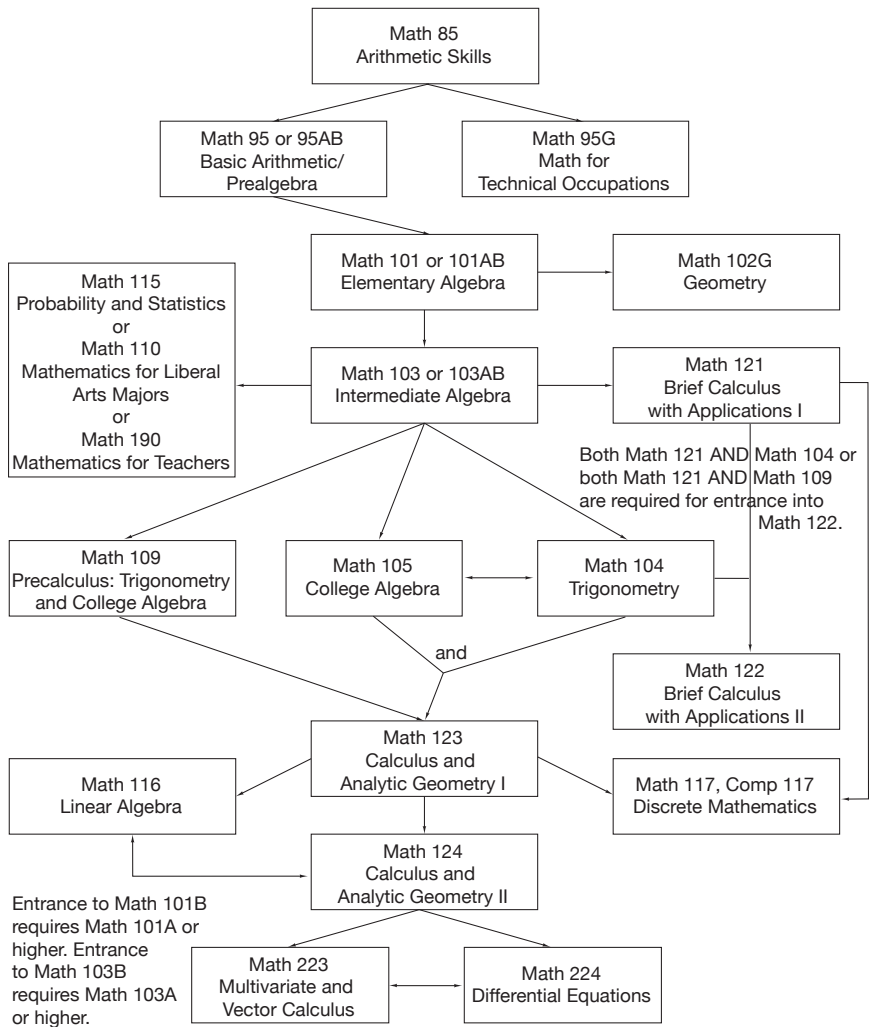 Math 85
Arithmetic Skills
Math 95 or 95AB
Basic Arithmetic/
Prealgebra
Math 95G
Math for
Technical Occupations
Math 101 or 101AB
Elementary Algebra
Math 102G
Geometry
Math 115
Probability and Statistics
or
Math 110
Mathematics for Liberal
Arts Majors
or
Math 190
Mathematics for Teachers
Math 103 or 103AB
Intermediate Algebra
Math 121
Brief Calculus
with Applications I
Both Math 121 AND Math 104 or
both Math 121 AND Math 109
are required for entrance into
Math 122.
Math 109
Precalculus: Trigonometry
and College Algebra
Math 105
College Algebra
Math 104
Trigonometry
and
Math 122
Brief Calculus
with Applications II
Math 123
Calculus and
Analytic Geometry I
Math 116
Linear Algebra
Math 117, Comp 117
Discrete Mathematics
Math 124
Calculus and
Analytic Geometry II
Entrance to Math 101B
requires Math 101A or
higher. Entrance
to Math 103B
requires Math 103A
or higher.
Math 223
Multivariate and
Vector Calculus
Math 224
Differential Equations